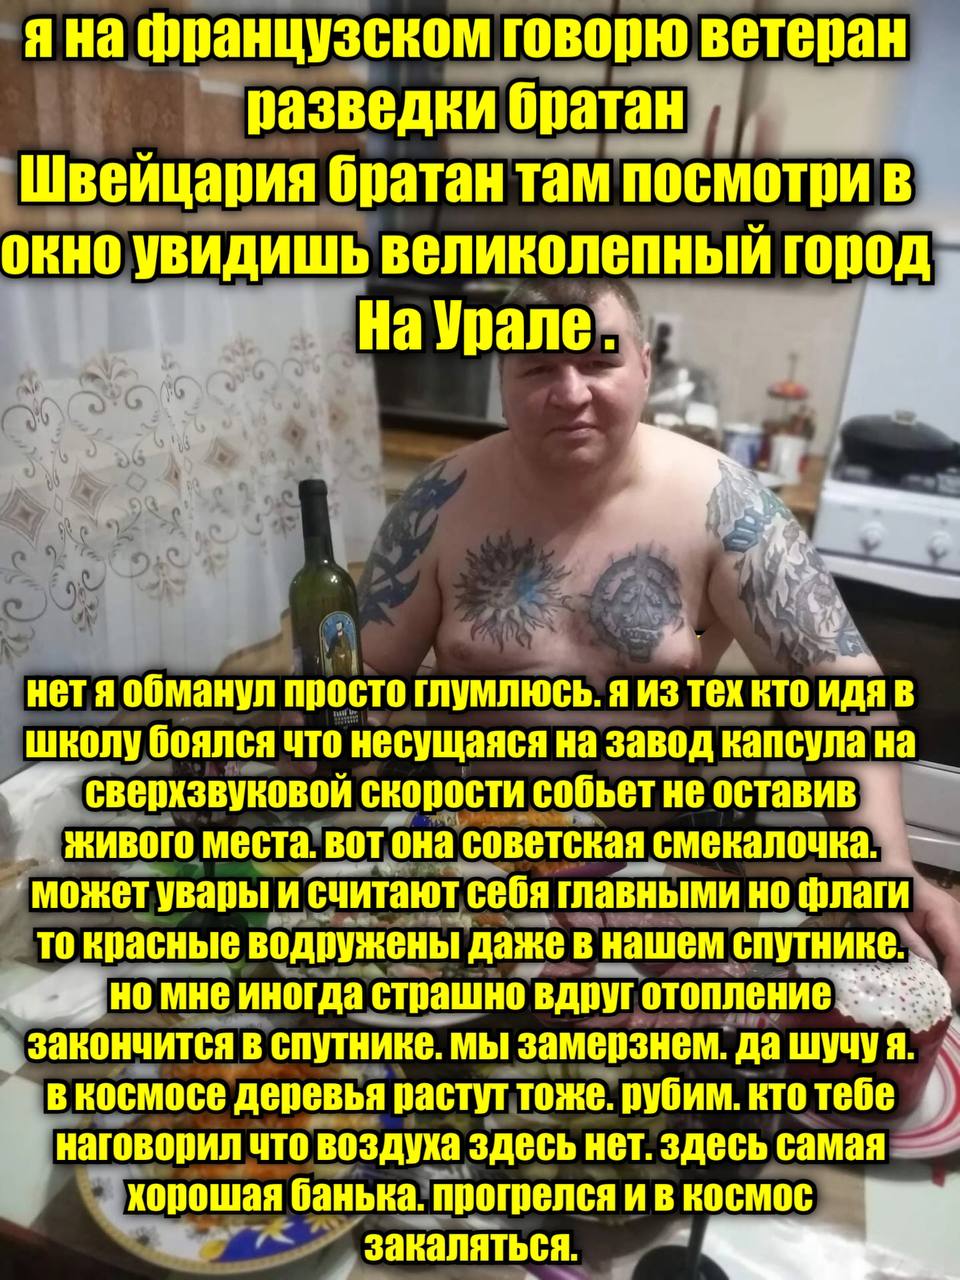 я на французском говорю ветеран
разведки братан
Швейцария братан там посмотри в
окно увидишь великолепный город
На Урале .
нет я обманул просто глумлюсь. я из тех кто идя в
школу боялся что несущаяся на завод капсула на
сверхзвуковой скорости собьет не оставив
живого места. вот она советская смекалочка.
может увары и считают себя главными но флаги
то красные водружены даже в нашем спутнике.
но мне иногда страшно вдруг отопление
закончится в спутнике. мы замерзнем. да шучу я.
в космосе деревья растут тоже. рубим. кто тебе
наговорил что воздуха здесь нет. здесь самая
хорошая банька. прогрелся и в космос
закаляться.